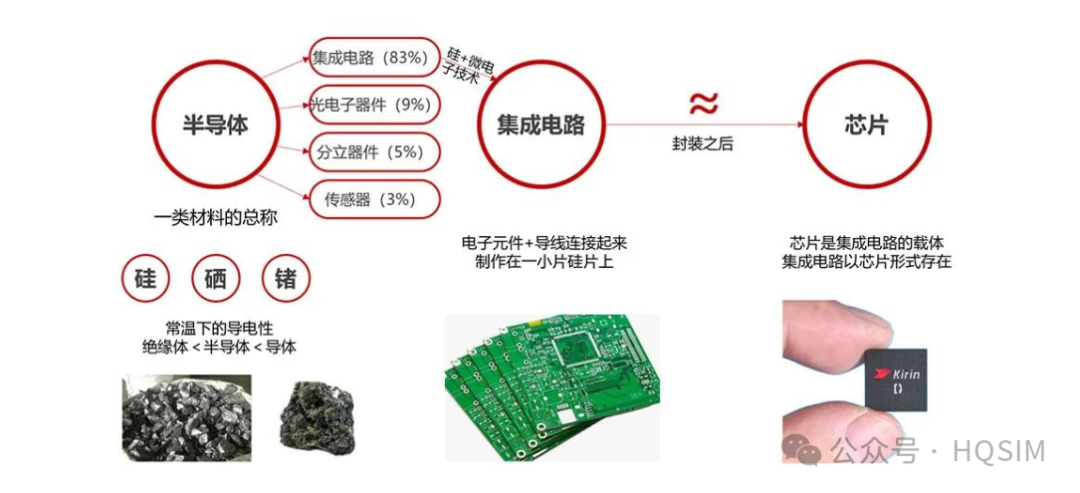 半导体
集成电路（83%）
光电子器件（9%）
分立器件（5%）
传感器（3%）
硅+微电
子技术
集成电路
≈
封装之后
芯片
一类材料的总称
硅 硒 锗
常温下的导电性
绝缘体＜半导体＜导体
电子元件+导线连接起来
制作在一小片硅片上
芯片是集成电路的载体
集成电路以芯片形式存在
Kirin
公众号 · HQSIM